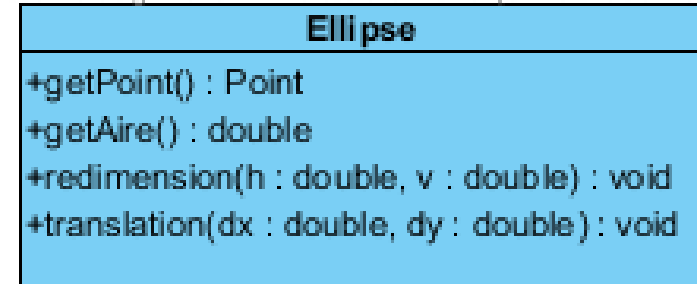 Ellipse
+getPoint() : Point
+getAire() : double
+redimension(h : double, v : double) : void
+translation(dx : double, dy : double) : void